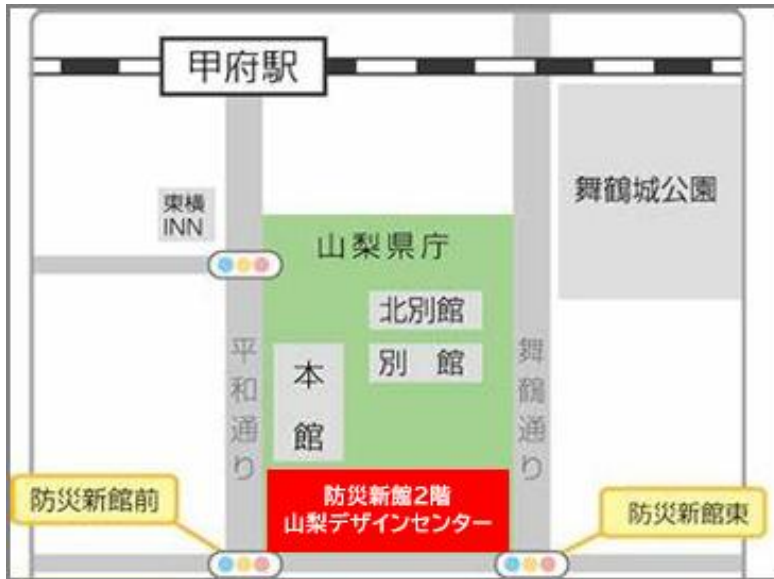 甲府駅
舞鶴城公園
東横
INN
山梨県庁
北別館
別 館
本
館
平和通り
舞鶴通り
防災新館前
防災新館2階
山梨デザインセンター
防災新館東